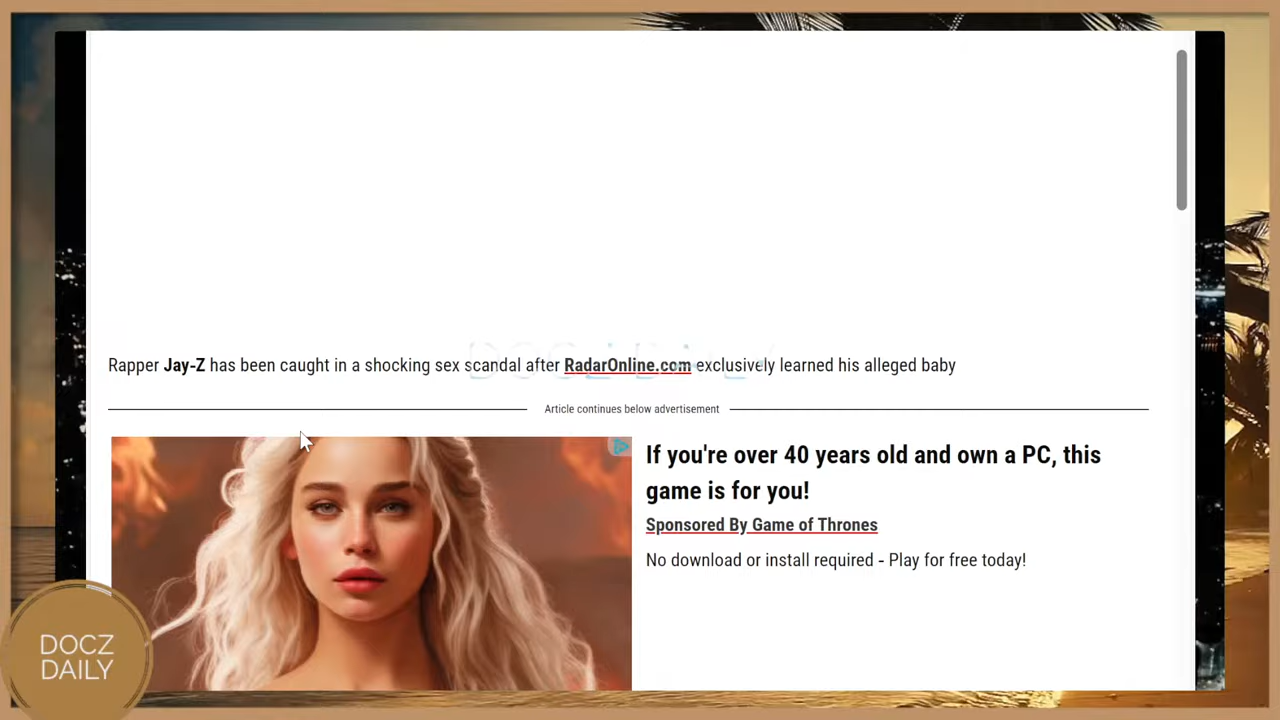 Rapper Jay-Z has been caught in a shocking sex scandal after RadarOnline.com exclusively learned his alleged baby
Article continues below advertisement
If you're over 40 years old and own a PC, this
game is for you!
Sponsored By Game of Thrones
No download or install required - Play for free today!
DOCZ
DAILY